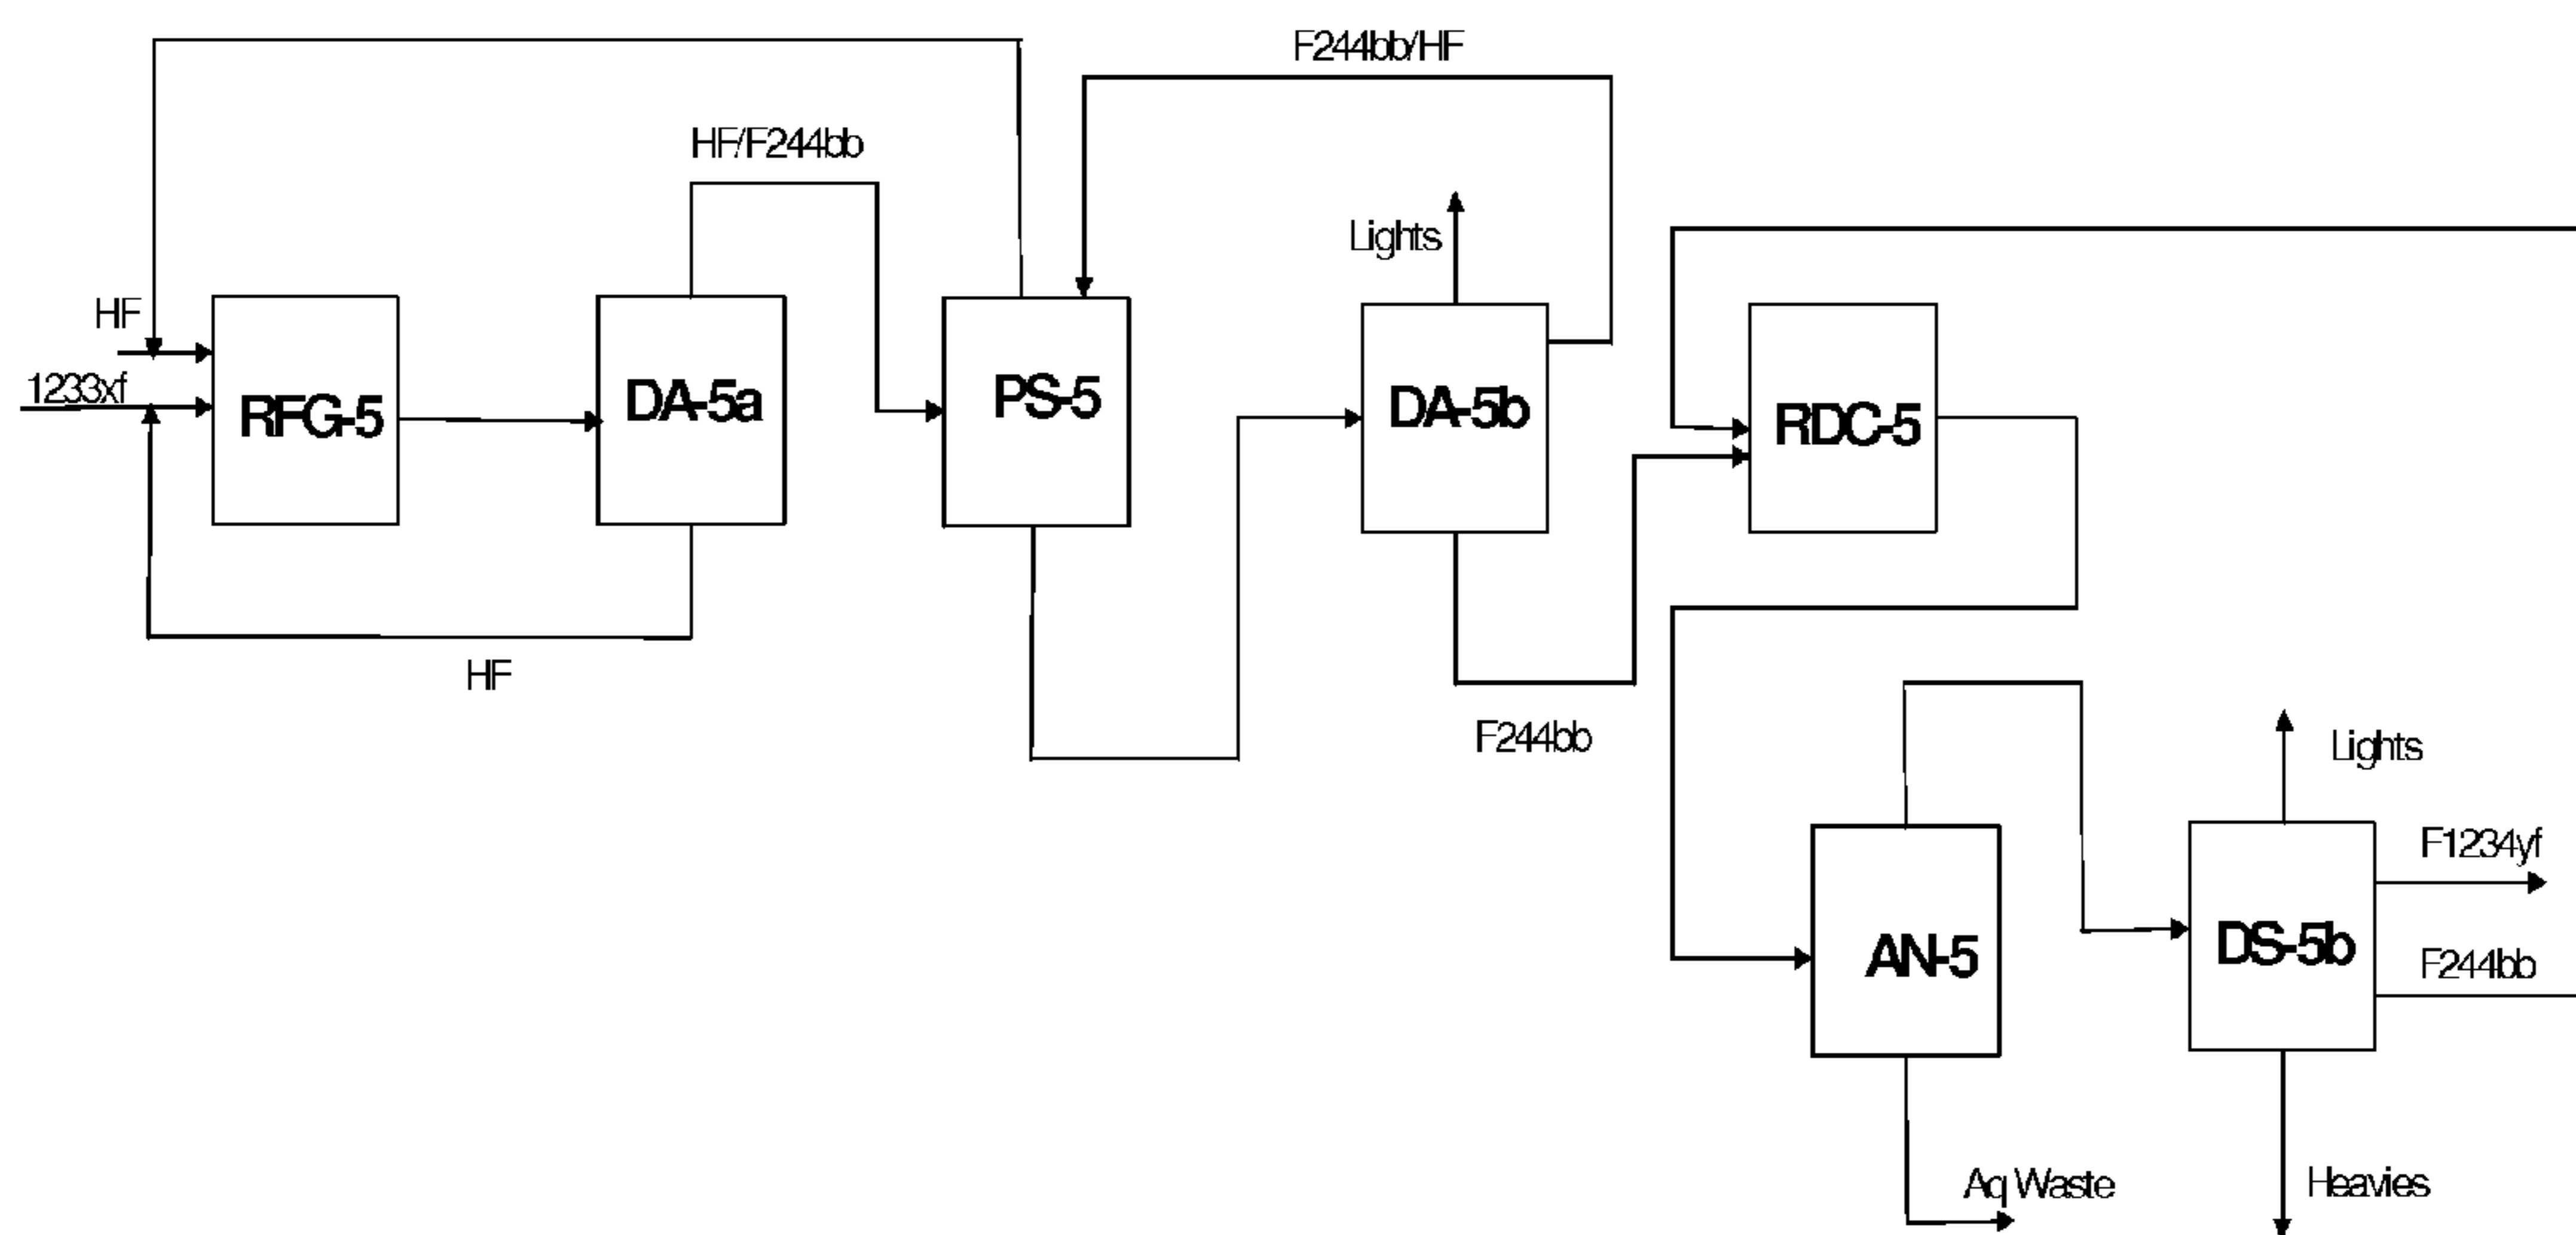 F244bb/HF
HF/F244bb
Lights
HF
1233xf
RFG-5
DA-5a
PS-5
DA-5b
RDC-5
HF
F244bb
Lights
F1234yf
AN-5
DS-5b
F244bb
Aq Waste
Heavies